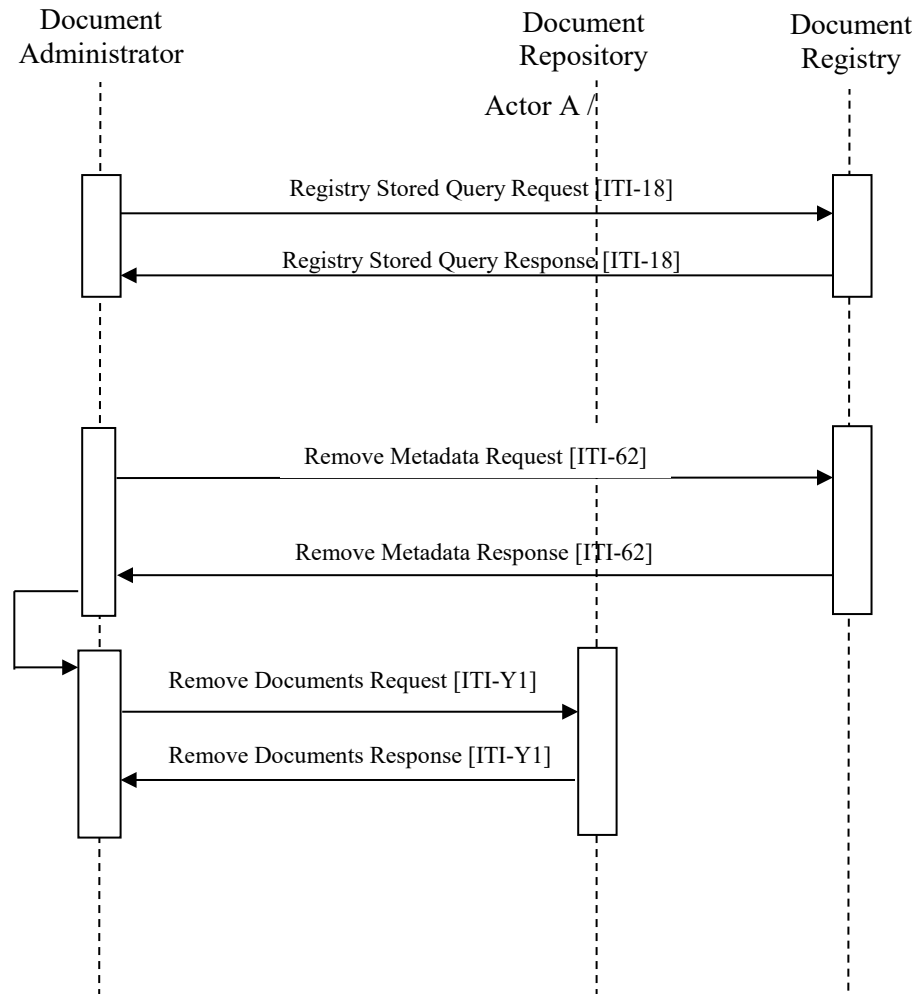 Document
Administrator
Document
Repository
Document
Registry
Actor A /
Registry Stored Query Request [ITI-18]
Registry Stored Query Response [ITI-18]
Remove Metadata Request [ITI-62]
Remove Metadata Response [ITI-62]
Remove Documents Request [ITI-Y1]
Remove Documents Response [ITI-Y1]